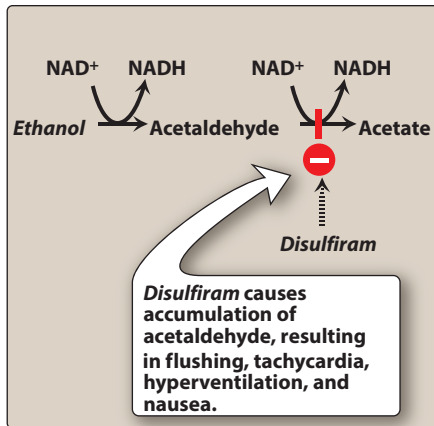 NAD+ NADH NAD+ NADH
Ethanol Acetaldehyde Acetate
Disulfiram
Disulfiram causes
accumulation of
acetaldehyde, resulting
in flushing, tachycardia,
hyperventilation, and
nausea.